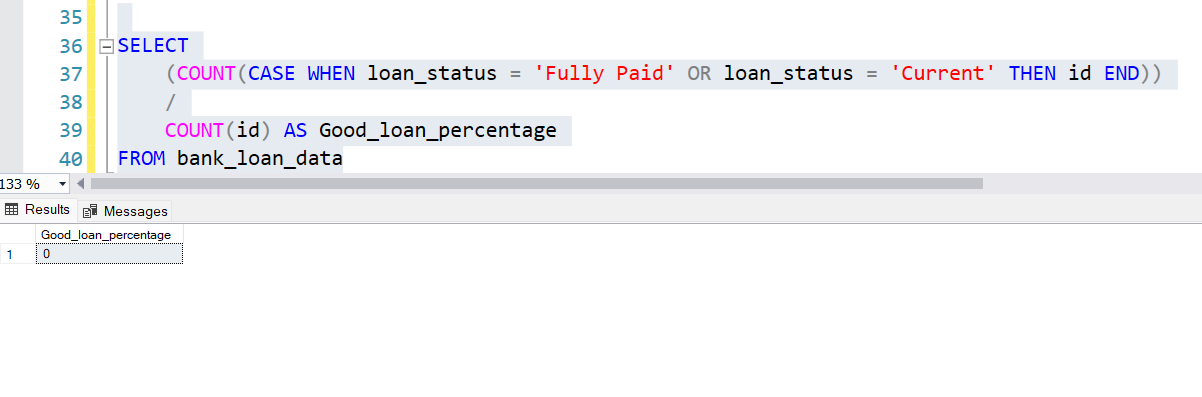 35
36 SELECT
37 (COUNT(CASE WHEN loan_status = 'Fully Paid' OR loan_status = 'Current' THEN id END))
38 /
39 COUNT(id) AS Good_loan_percentage
40 FROM bank_loan_data
133 %
Results Messages
Good_loan_percentage
1 0